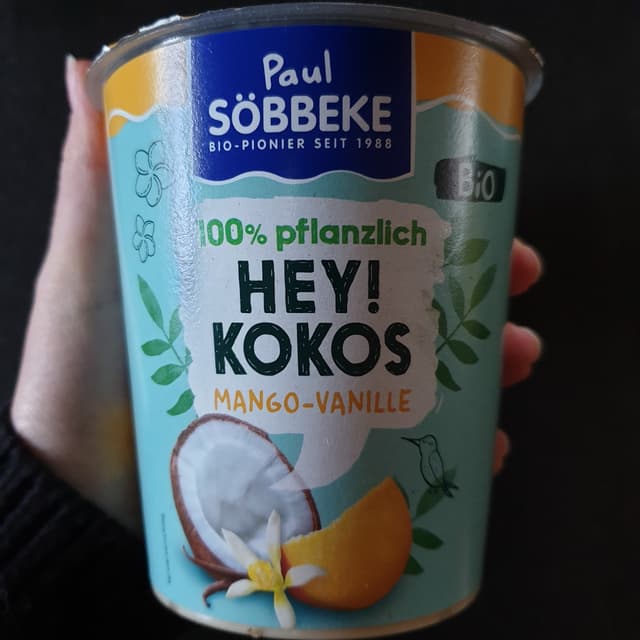 Paul
SÖBBEKE
BIO-PIONIER SEIT 1988
BiO
100% pflanzlich
HEY!
KOKOS
MANGO-VANILLE